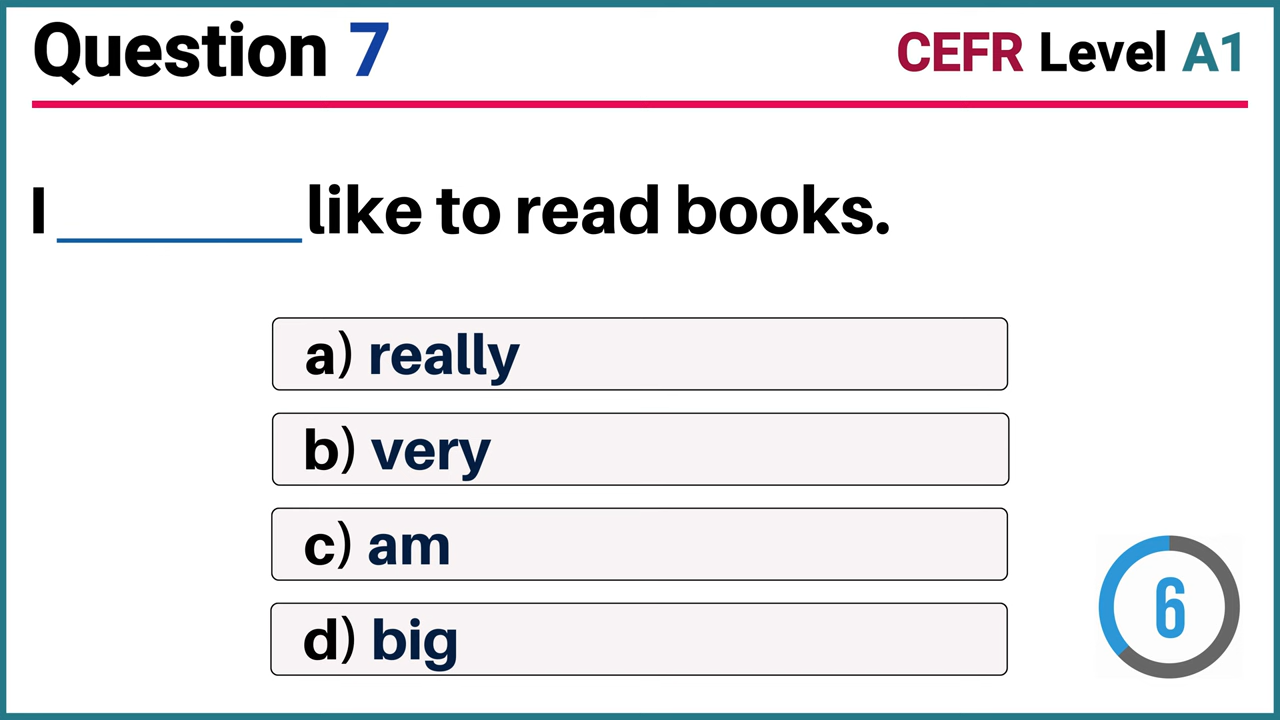 Question 7
CEFR Level A1
I ________ like to read books.
a) really
b) very
c) am
d) big
6